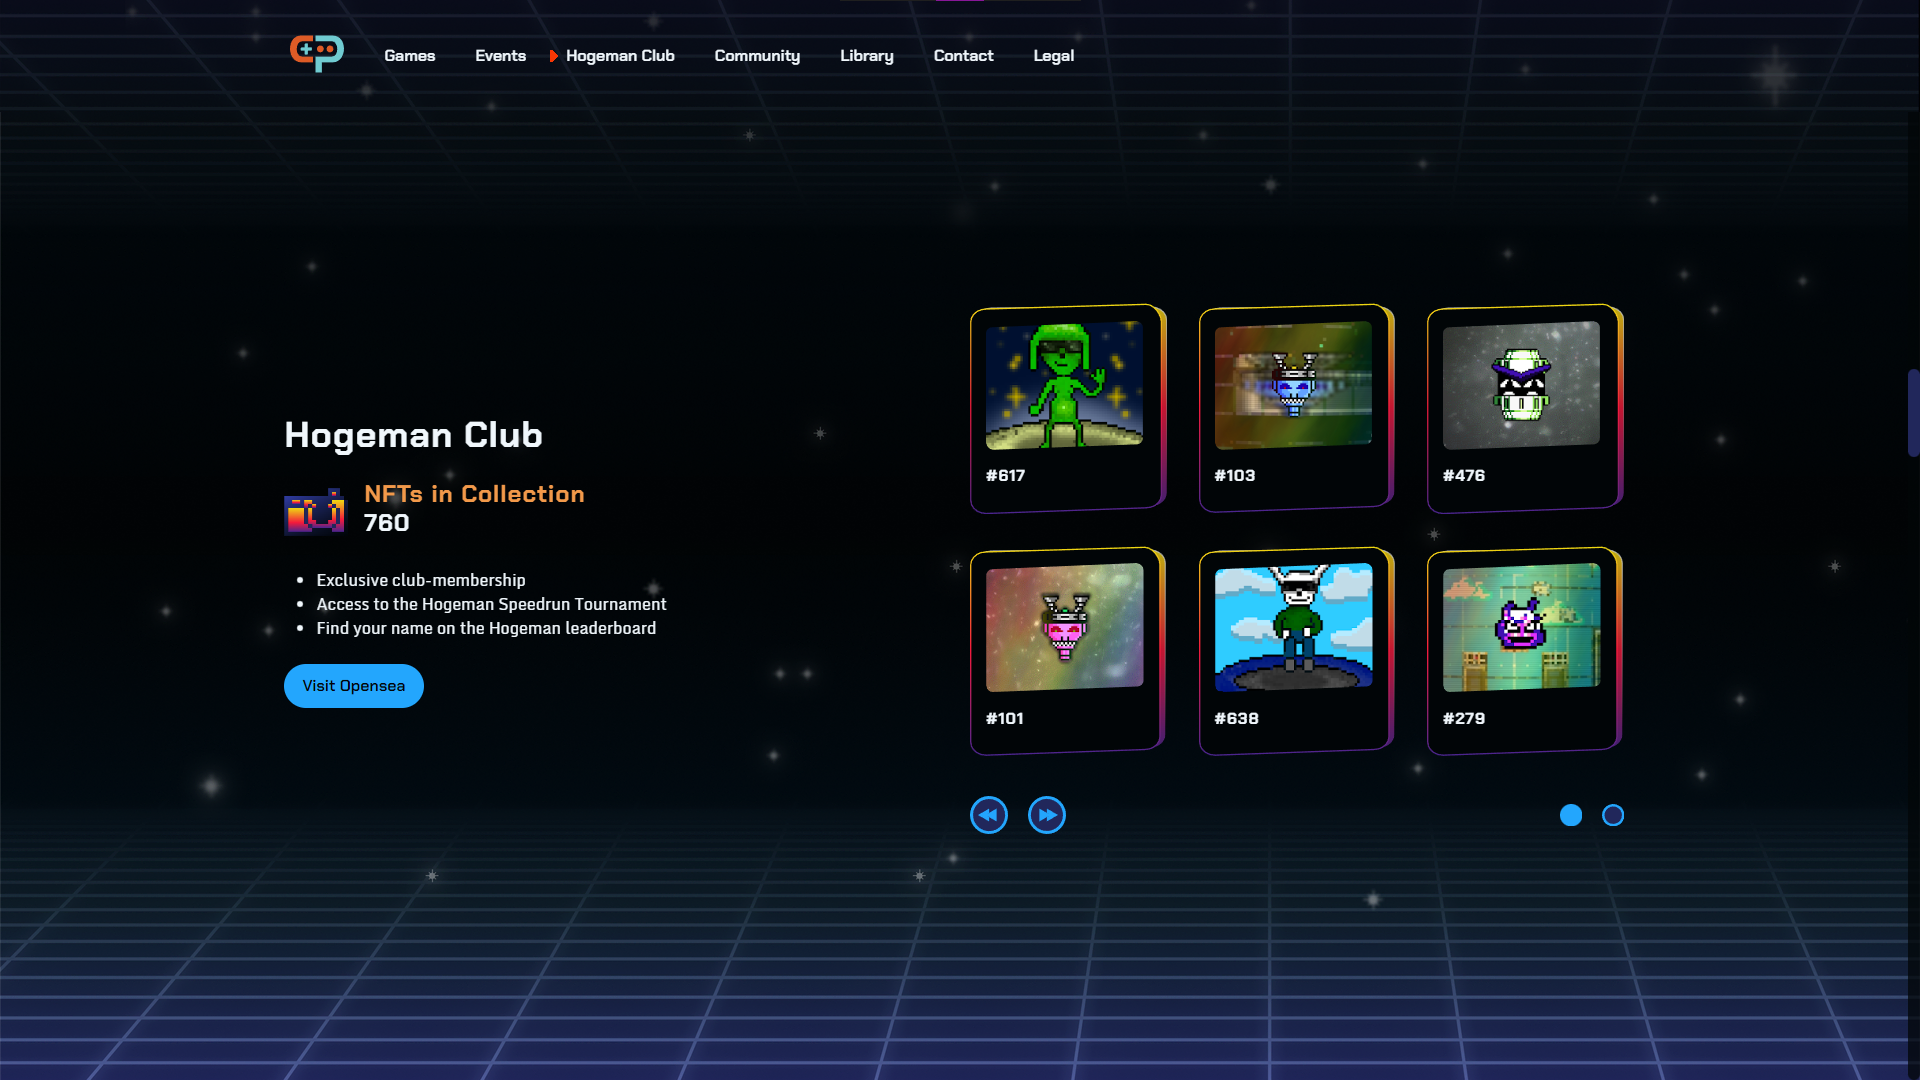 Games
Events
Hogeman Club
Community
Library
Contact
Legal
Hogeman Club
NFTs in Collection
760
Exclusive club-membership
Access to the Hogeman Speedrun Tournament
Find your name on the Hogeman leaderboard
Visit Opensea
#617
#103
#476
#101
#638
#279